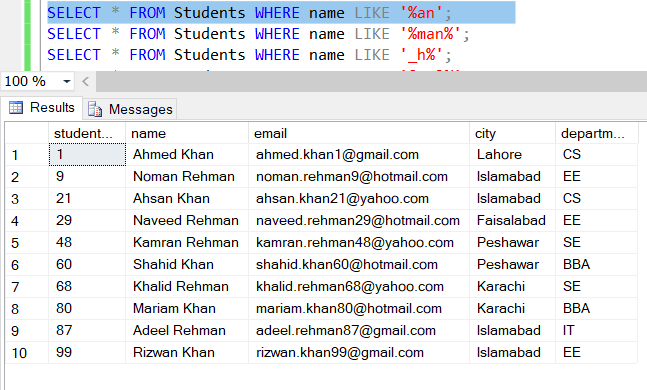 SELECT * FROM Students WHERE name LIKE '%an';
SELECT * FROM Students WHERE name LIKE '%man%';
SELECT * FROM Students WHERE name LIKE '_h%';
100 %
Results Messages
student... name email city departm...
1 1 Ahmed Khan ahmed.khan1@gmail.com Lahore CS
2 9 Noman Rehman noman.rehman9@hotmail.com Islamabad EE
3 21 Ahsan Khan ahsan.khan21@yahoo.com Islamabad CS
4 29 Naveed Rehman naveed.rehman29@hotmail.com Faisalabad EE
5 48 Kamran Rehman kamran.rehman48@yahoo.com Peshawar SE
6 60 Shahid Khan shahid.khan60@hotmail.com Peshawar BBA
7 68 Khalid Rehman khalid.rehman68@yahoo.com Karachi SE
8 80 Mariam Khan mariam.khan80@hotmail.com Karachi BBA
9 87 Adeel Rehman adeel.rehman87@gmail.com Islamabad IT
10 99 Rizwan Khan rizwan.khan99@gmail.com Islamabad EE